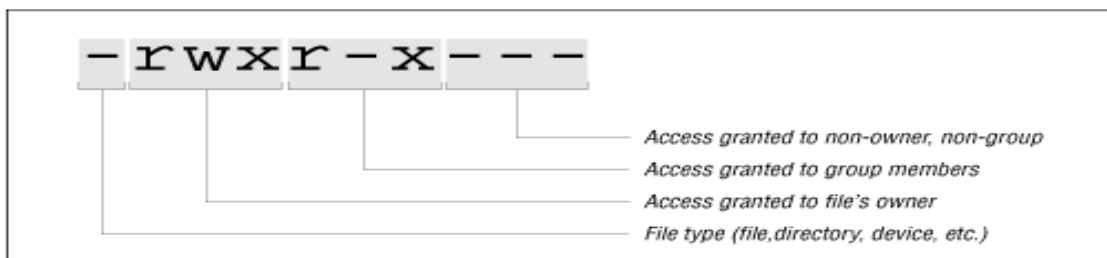 -rwxr-x---
Access granted to non-owner, non-group
Access granted to group members
Access granted to file's owner
File type (file,directory, device, etc.)